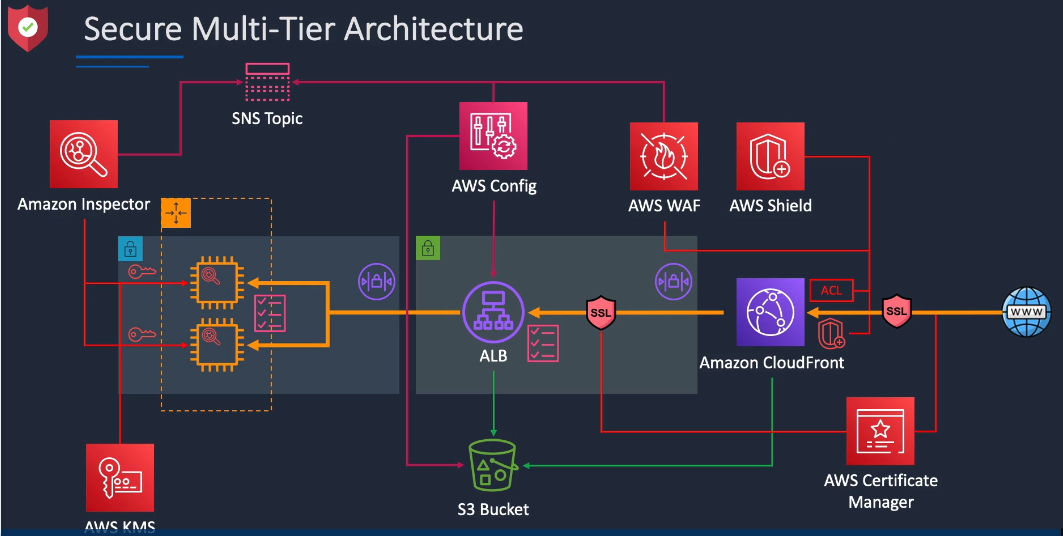 Secure Multi-Tier Architecture
SNS Topic
AWS Config
Amazon Inspector
AWS WAF
AWS Shield
ACL
SSL
SSL
WWW
ALB
Amazon CloudFront
S3 Bucket
AWS Certificate
Manager
AWS KMS